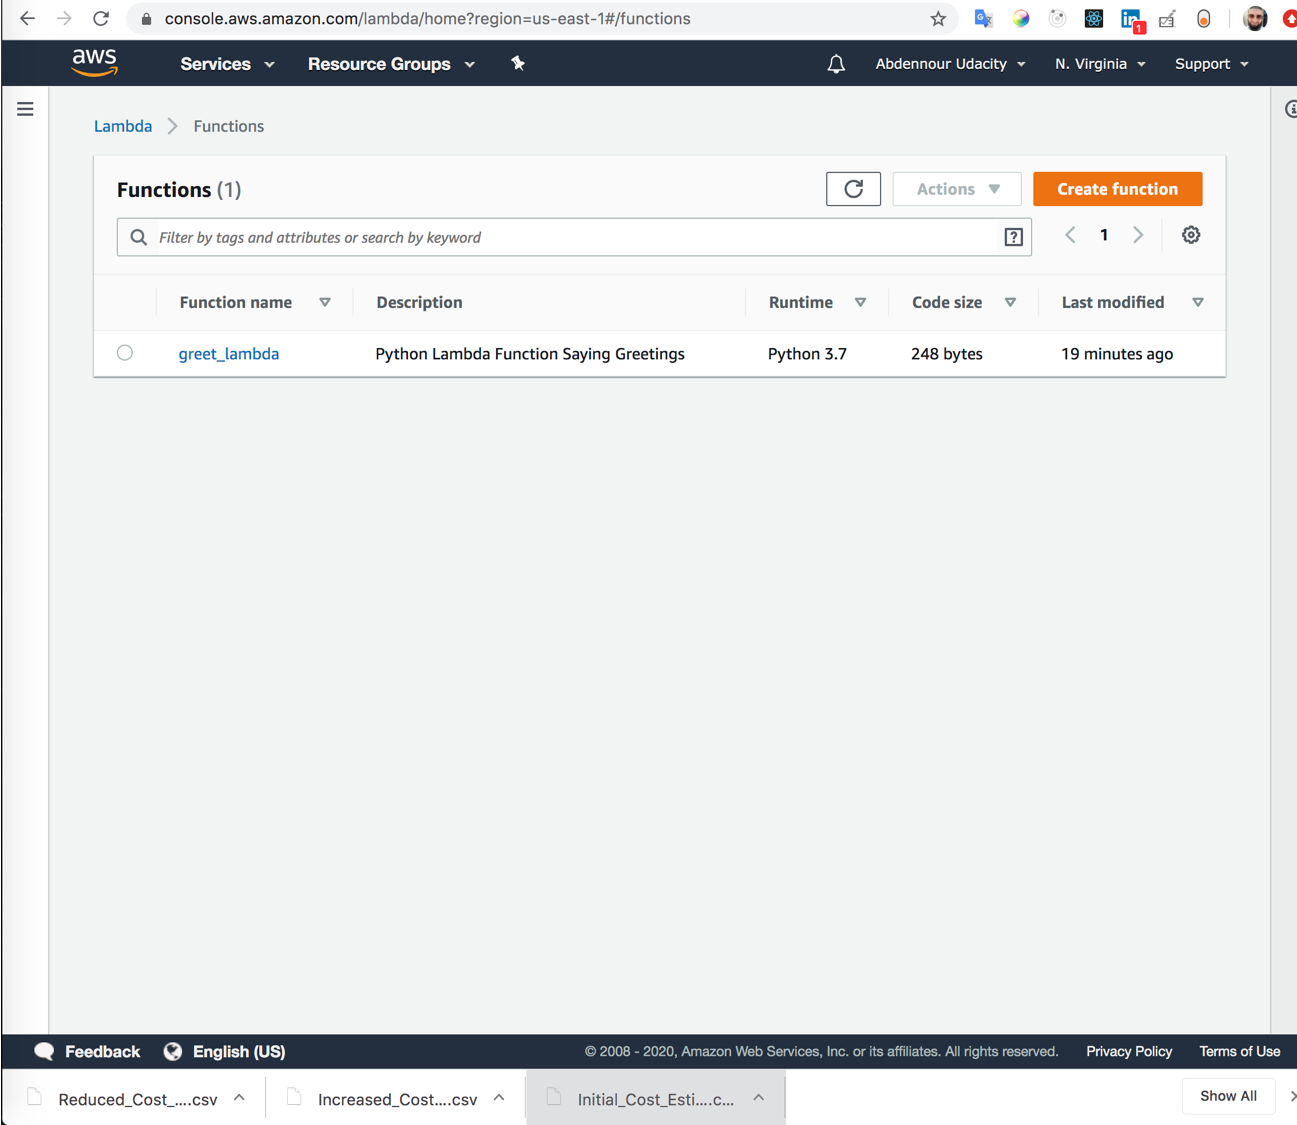 console.aws.amazon.com/lambda/home?region=us-east-1#/functions
in 1
aws Services Resource Groups Abdennour Udacity N. Virginia Support
Lambda > Functions
Functions (1) Actions Create function
Filter by tags and attributes or search by keyword ? < 1 >
Function name Description Runtime Code size Last modified
greet_lambda Python Lambda Function Saying Greetings Python 3.7 248 bytes 19 minutes ago
Feedback English (US) © 2008 - 2020, Amazon Web Services, Inc. or its affiliates. All rights reserved. Privacy Policy Terms of Use
Reduced_Cost_....csv Increased_Cost....csv Initial_Cost_Esti....c... Show All